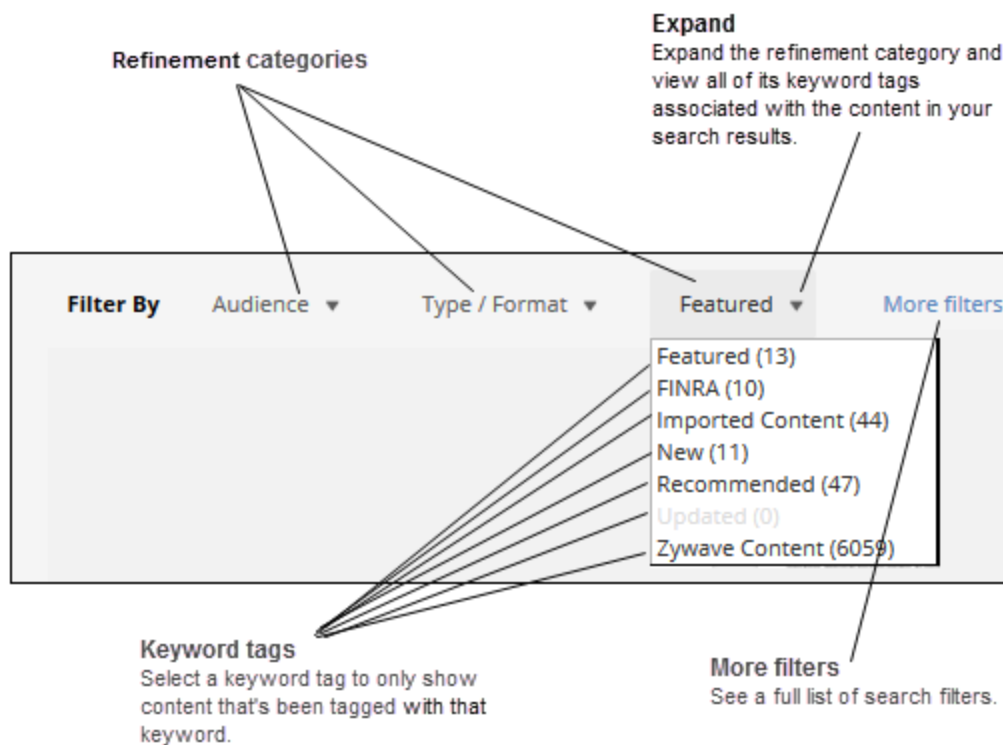 Expand
Expand the refinement category and
view all of its keyword tags
associated with the content in your
search results.
Refinement categories
Filter By Audience Type / Format Featured More filters
Featured (13)
FINRA (10)
Imported Content (44)
New (11)
Recommended (47)
Updated (0)
Zywave Content (6059)
Keyword tags
Select a keyword tag to only show
content that's been tagged with that
keyword.
More filters
See a full list of search filters.